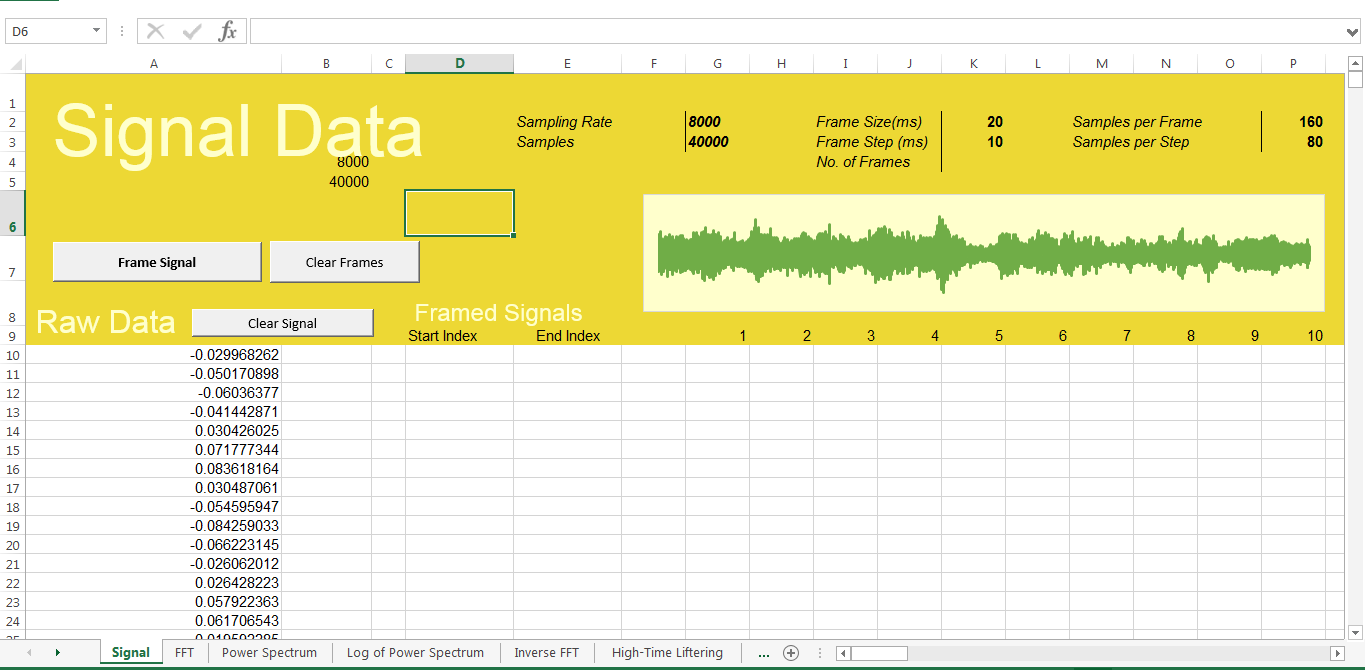 D6
fx
A B C D E F G H I J K L M N O P
1
Signal Data
2 Sampling Rate 8000 Frame Size(ms) 20 Samples per Frame 160
3 Samples 40000 Frame Step (ms) 10 Samples per Step 80
4 8000 No. of Frames
5 40000
6
7 Frame Signal Clear Frames
8 Raw Data Clear Signal Framed Signals
9 Start Index End Index 1 2 3 4 5 6 7 8 9 10
10 -0.029968262
11 -0.050170898
12 -0.06036377
13 -0.041442871
14 0.030426025
15 0.071777344
16 0.083618164
17 0.030487061
18 -0.054595947
19 -0.084259033
20 -0.066223145
21 -0.026062012
22 0.026428223
23 0.057922363
24 0.061706543
Signal FFT Power Spectrum Log of Power Spectrum Inverse FFT High-Time Liftering ...